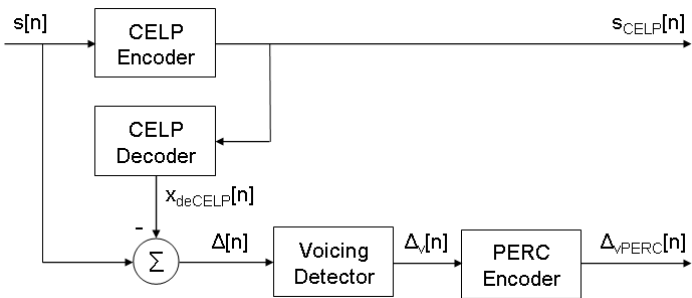 s[n]
CELP
Encoder
s_CELP[n]
CELP
Decoder
x_deCELP[n]
-
Σ
Δ[n]
Voicing
Detector
Δ_v[n]
PERC
Encoder
Δ_vPERC[n]